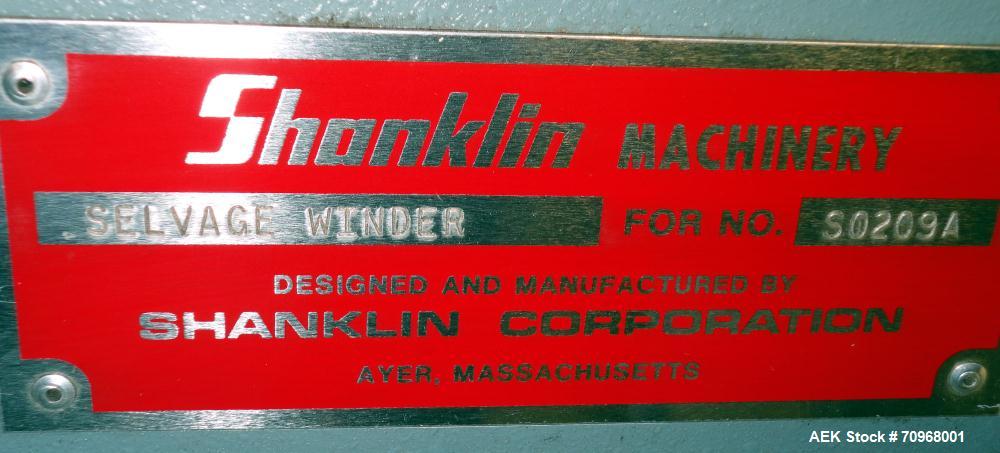 Shanklin MACHINERY
SELVAGE WINDER FOR NO. S0209A
DESIGNED AND MANUFACTURED BY
SHANKLIN CORPORATION
AYER, MASSACHUSETTS
AEK Stock # 70968001